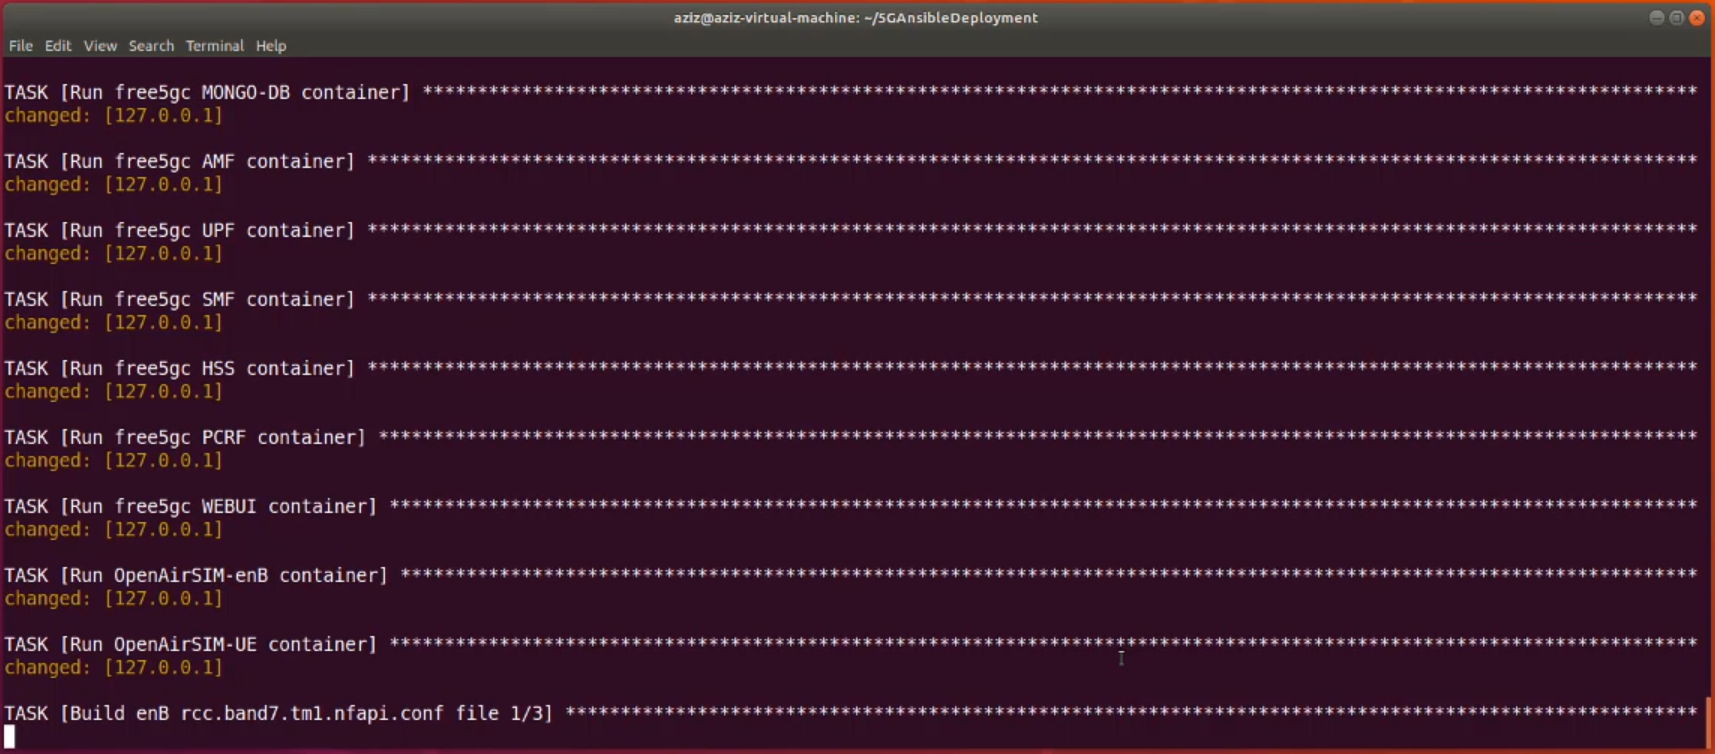 aziz@aziz-virtual-machine: ~/5GAnsibleDeployment
File Edit View Search Terminal Help
TASK [Run free5gc MONGO-DB container] ********************************************************************************************************************
changed: [127.0.0.1]
TASK [Run free5gc AMF container] *************************************************************************************************************************
changed: [127.0.0.1]
TASK [Run free5gc UPF container] *************************************************************************************************************************
changed: [127.0.0.1]
TASK [Run free5gc SMF container] *************************************************************************************************************************
changed: [127.0.0.1]
TASK [Run free5gc HSS container] *************************************************************************************************************************
changed: [127.0.0.1]
TASK [Run free5gc PCRF container] ************************************************************************************************************************
changed: [127.0.0.1]
TASK [Run free5gc WEBUI container] ***********************************************************************************************************************
changed: [127.0.0.1]
TASK [Run OpenAirSIM-enB container] **********************************************************************************************************************
changed: [127.0.0.1]
TASK [Run OpenAirSIM-UE container] ***********************************************************************************************************************
changed: [127.0.0.1]
TASK [Build enB rcc.band7.tm1.nfapi.conf file 1/3] *******************************************************************************************************